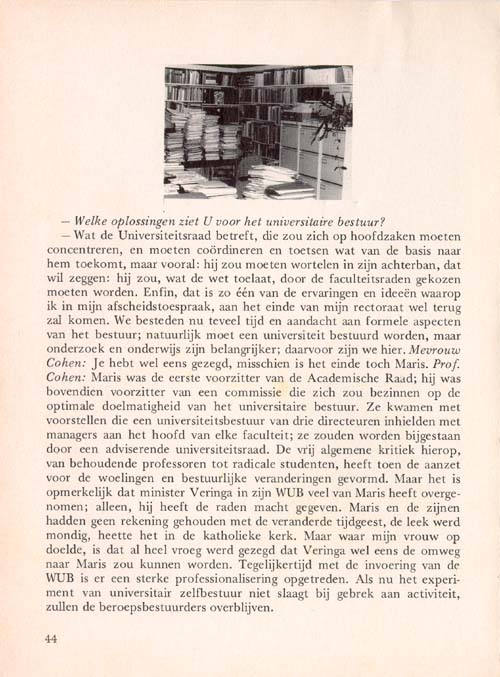 — Welke oplossingen ziet U voor het universitaire bestuur?
— Wat de Universiteitsraad betreft, die zou zich op hoofdzaken moeten
concentreren, en moeten coördineren en toetsen wat van de basis naar
hem toekomt, maar vooral: hij zou moeten wortelen in zijn achterban, dat
wil zeggen: hij zou, wat de wet toelaat, door de faculteitsraden gekozen
moeten worden. Enfin, dat is zo één van de ervaringen en ideeën waarop
ik in mijn afscheidstoespraak, aan het einde van mijn rectoraat wel terug
zal komen. We besteden nu teveel tijd en aandacht aan formele aspecten
van het bestuur; natuurlijk moet een universiteit bestuurd worden, maar
onderzoek en onderwijs zijn belangrijker; daarvoor zijn we hier. Mevrouw
Cohen: Je hebt wel eens gezegd, misschien is het einde toch Maris. Prof.
Cohen: Maris was de eerste voorzitter van de Academische Raad; hij was
bovendien voorzitter van een commissie die zich zou bezinnen op de
optimale doelmatigheid van het universitaire bestuur. Ze kwamen met
voorstellen die een universiteitsbestuur van drie directeuren inhielden met
managers aan het hoofd van elke faculteit; ze zouden worden bijgestaan
door een adviserende universiteitsraad. De vrij algemene kritiek hierop,
van behoudende professoren tot radicale studenten, heeft toen de aanzet
voor de woelingen en bestuurlijke veranderingen gevormd. Maar het is
opmerkelijk dat minister Veringa in zijn WUB veel van Maris heeft overge-
nomen; alleen, hij heeft de raden macht gegeven. Maris en de zijnen
hadden geen rekening gehouden met de veranderde tijdgeest, de leek werd
mondig, heette het in de katholieke kerk. Maar waar mijn vrouw op
doelde, is dat al heel vroeg werd gezegd dat Veringa wel eens de omweg
naar Maris zou kunnen worden. Tegelijkertijd met de invoering van de
WUB is er een sterke professionalisering opgetreden. Als nu het experi-
ment van universitair zelfbestuur niet slaagt bij gebrek aan activiteit,
zullen de beroepsbestuurders overblijven.
44